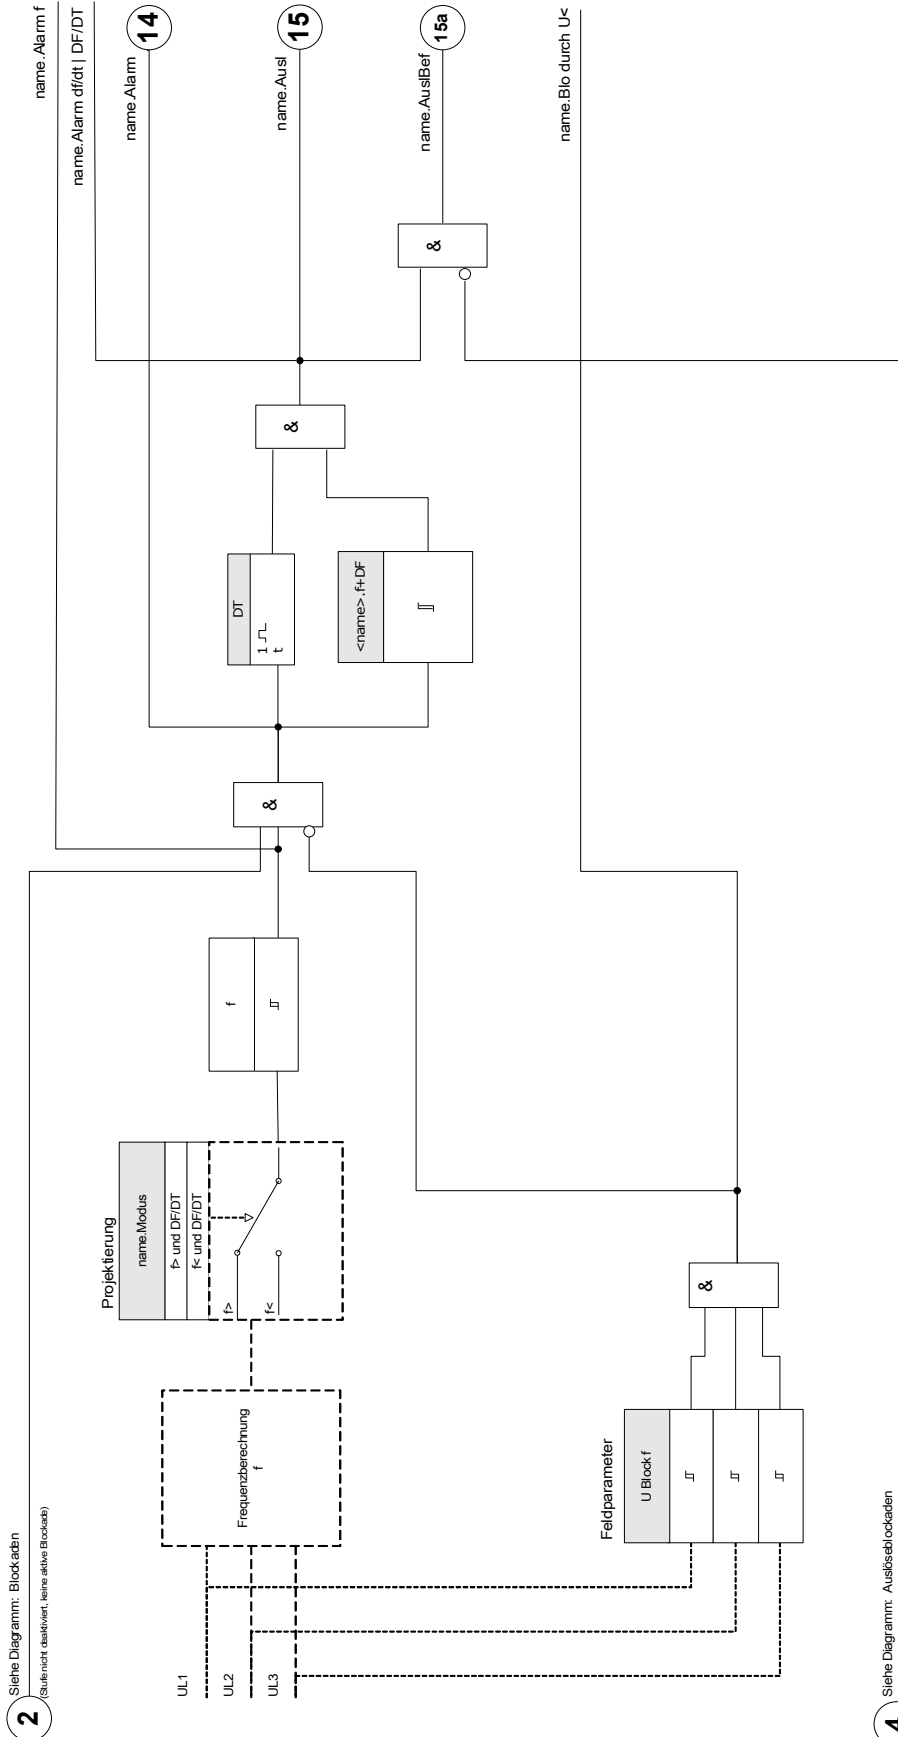 2
Siehe Diagramm: Blockaden
(Stufe nicht deaktiviert, keine aktive Blockade)
UL1
UL2
UL3
Frequenzberechnung
f
Projektierung
name.Modus
f> und DF/DT
f< und DF/DT
f>
f<
f
&
DT
1
t
<name>.f+DF
&
&
name.Alarm f
name.Alarm df/dt | DF/DT
name.Alarm
14
name.Ausl
15
name.AuslBef
15a
name.Blo durch U<
Feldparameter
U Block f
&
4
Siehe Diagramm: Auslöseblockaden